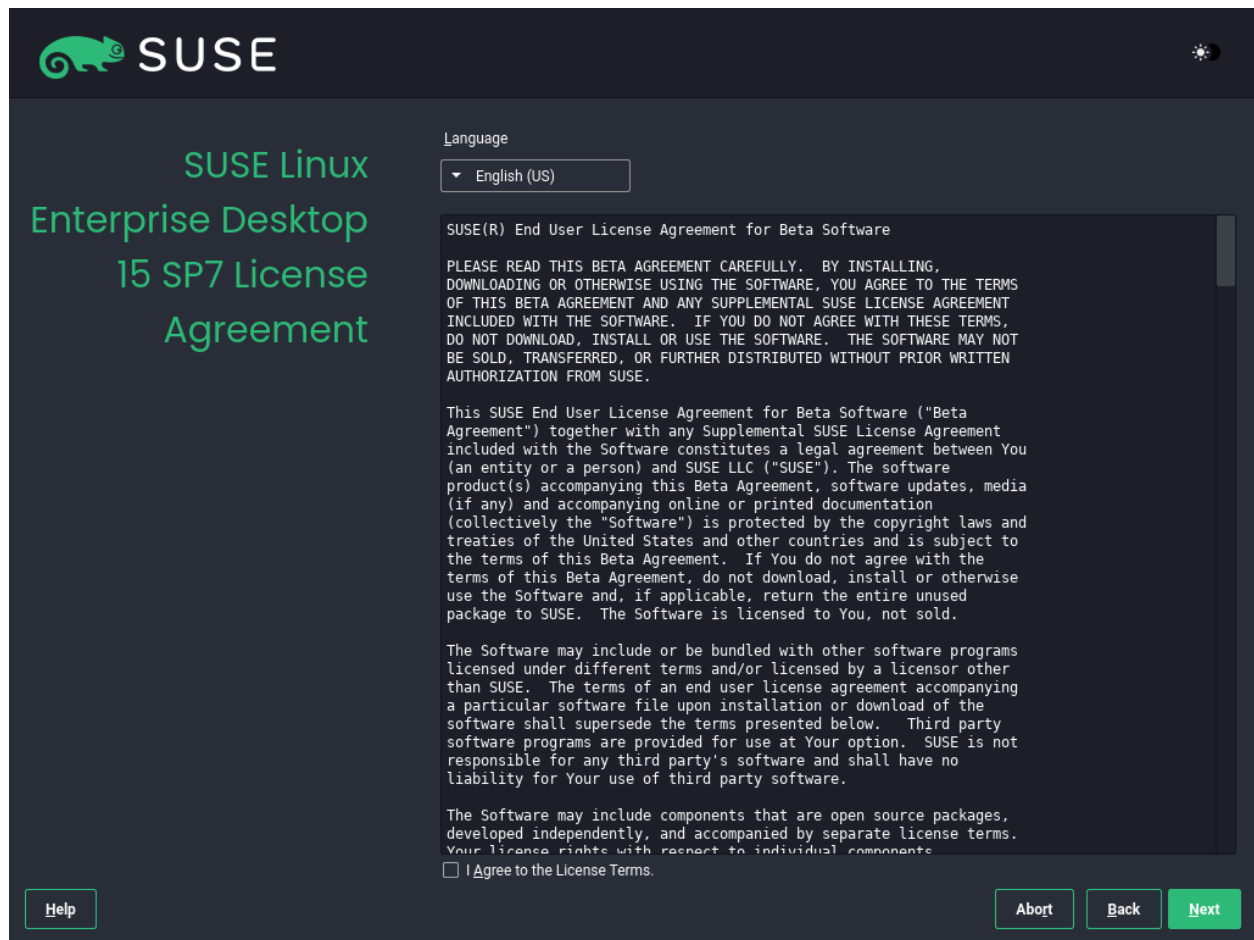 SUSE
SUSE Linux
Enterprise Desktop
15 SP7 License
Agreement
Language
English (US)
SUSE(R) End User License Agreement for Beta Software
PLEASE READ THIS BETA AGREEMENT CAREFULLY.  BY INSTALLING,
DOWNLOADING OR OTHERWISE USING THE SOFTWARE, YOU AGREE TO THE TERMS
OF THIS BETA AGREEMENT AND ANY SUPPLEMENTAL SUSE LICENSE AGREEMENT
INCLUDED WITH THE SOFTWARE.  IF YOU DO NOT AGREE WITH THESE TERMS,
DO NOT DOWNLOAD, INSTALL OR USE THE SOFTWARE.  THE SOFTWARE MAY NOT
BE SOLD, TRANSFERRED, OR FURTHER DISTRIBUTED WITHOUT PRIOR WRITTEN
AUTHORIZATION FROM SUSE.
This SUSE End User License Agreement for Beta Software ("Beta
Agreement") together with any Supplemental SUSE License Agreement
included with the Software constitutes a legal agreement between You
(an entity or a person) and SUSE LLC ("SUSE"). The software
product(s) accompanying this Beta Agreement, software updates, media
(if any) and accompanying online or printed documentation
(collectively the "Software") is protected by the copyright laws and
treaties of the United States and other countries and is subject to
the terms of this Beta Agreement.  If You do not agree with the
terms of this Beta Agreement, do not download, install or otherwise
use the Software and, if applicable, return the entire unused
package to SUSE.  The Software is licensed to You, not sold.
The Software may include or be bundled with other software programs
licensed under different terms and/or licensed by a licensor other
than SUSE.  The terms of an end user license agreement accompanying
a particular software file upon installation or download of the
software shall supersede the terms presented below.   Third party
software programs are provided for use at Your option.  SUSE is not
responsible for any third party's software and shall have no
liability for Your use of third party software.
The Software may include components that are open source packages,
developed independently, and accompanied by separate license terms.
Your license rights with respect to individual components
I Agree to the License Terms.
Help
Abort
Back
Next